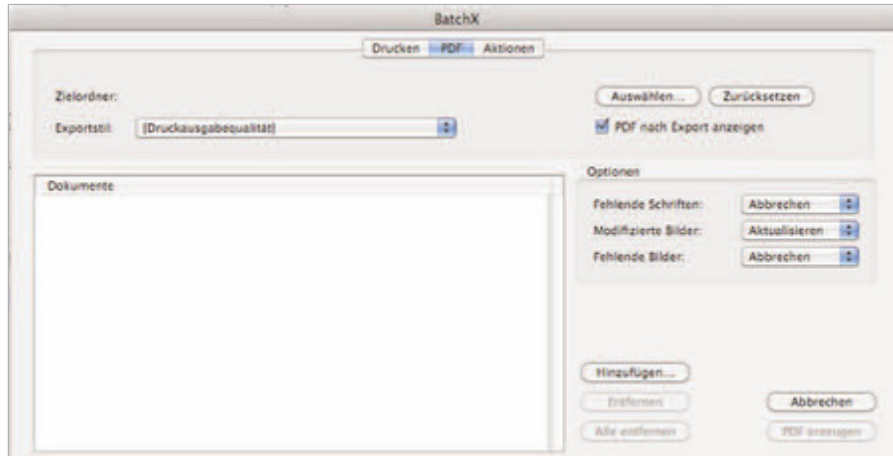 BatchX
Drucken PDF Aktionen
Zielordner:
Auswählen... Zurücksetzen
Exportstil: [Druckausgabequalität]
PDF nach Export anzeigen
Dokumente
Optionen
Fehlende Schriften: Abbrechen
Modifizierte Bilder: Aktualisieren
Fehlende Bilder: Abbrechen
Hinzufügen...
Entfernen Abbrechen
Alle entfernen PDF erzeugen